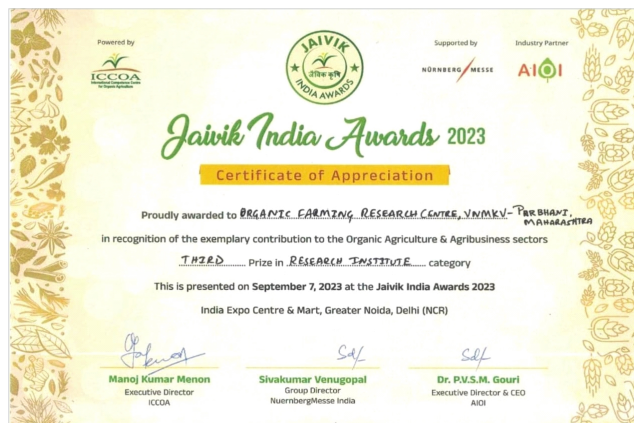 Powered by
ICCOA
International Competence Centre
for Organic Agriculture
JAIVIK
जैविक कृषि
INDIA AWARDS
Supported by
NÜRNBERG MESSE
Industry Partner
AIOI
Jaivik India Awards 2023
Certificate of Appreciation
Proudly awarded to ORGANIC FARMING RESEARCH CENTRE, VNMKV- PARBHANI,
MAHARASHTRA
in recognition of the exemplary contribution to the Organic Agriculture & Agribusiness sectors
THIRD Prize in RESEARCH INSTITUTE category
This is presented on September 7, 2023 at the Jaivik India Awards 2023
India Expo Centre & Mart, Greater Noida, Delhi (NCR)
Sd/-
Sd/-
Manoj Kumar Menon
Executive Director
ICCOA
Sivakumar Venugopal
Group Director
NuernbergMesse India
Dr. P.V.S.M. Gouri
Executive Director & CEO
AIOI